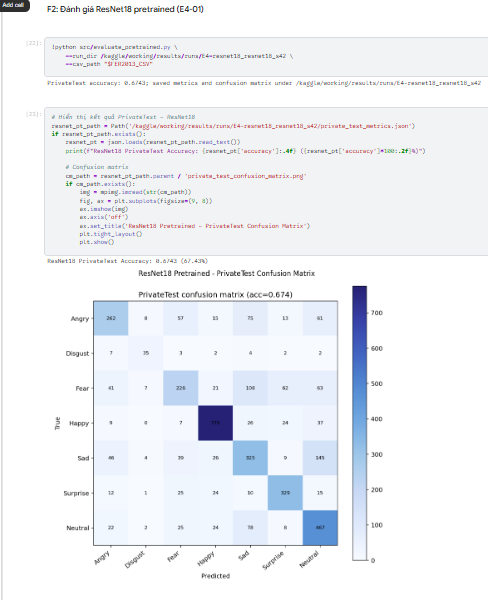 Add cell
F2: Đánh giá ResNet18 pretrained (E4-01)
[22]:
!python src/evaluate_pretrained.py \
--run_dir /kaggle/working/results/runs/E4-resnet18_resnet18_s42 \
--csv_path "$FER2013_CSV"
PrivateTest accuracy: 0.6743; saved metrics and confusion matrix under /kaggle/working/results/runs/E4-resnet18_resnet18_s42
[23]:
# Hiển thị kết quả PrivateTest - ResNet18
resnet_pt_path = Path('/kaggle/working/results/runs/E4-resnet18_resnet18_s42/private_test_metrics.json')
if resnet_pt_path.exists():
resnet_pt = json.loads(resnet_pt_path.read_text())
print(f"ResNet18 PrivateTest Accuracy: {resnet_pt['accuracy']:.4f} ({resnet_pt['accuracy']*100:.2f}%)")
# Confusion matrix
cm_path = resnet_pt_path.parent / 'private_test_confusion_matrix.png'
if cm_path.exists():
img = mpimg.imread(str(cm_path))
fig, ax = plt.subplots(figsize=(9, 8))
ax.imshow(img)
ax.axis('off')
ax.set_title('ResNet18 Pretrained - PrivateTest Confusion Matrix')
plt.tight_layout()
plt.show()
ResNet18 PrivateTest Accuracy: 0.6743 (67.43%)
ResNet18 Pretrained - PrivateTest Confusion Matrix
PrivateTest confusion matrix (acc=0.674)
Angry 262 8 57 15 75 13 61
Disgust 7 35 3 2 4 2 2
Fear 41 7 226 21 108 62 63
Happy 9 0 7 26 24 37
Sad 46 4 39 26 323 9 145
Surprise 12 1 25 24 10 329 15
Neutral 22 2 25 24 78 8 467
True
Angry Disgust Fear Happy Sad Surprise Neutral
Predicted
700
600
500
400
300
200
100
0